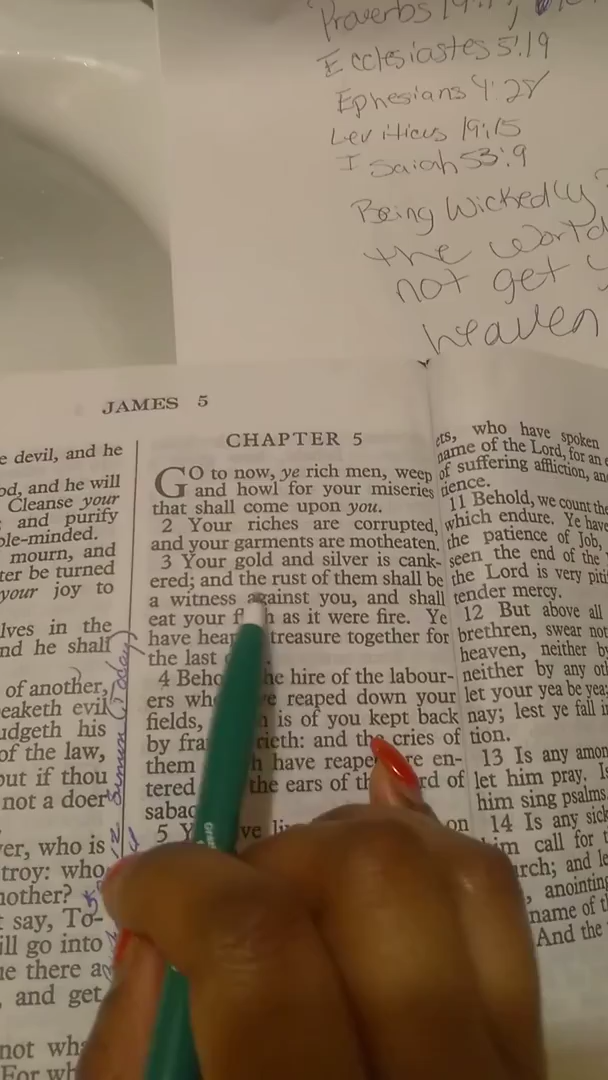 Proverbs 19:1,
Ecclesiastes 5:19
Ephesians 4:28
Leviticus 19:15
Isaiah 53:9
Being Wickedly
the world
not get
heaven
JAMES 5
e devil, and he
od, and he will
Cleanse your
and purify
ble-minded.
mourn, and
ter be turned
your joy to
lves in the
nd he shall
of another,
eaketh evil
udgeth his
of the law,
but if thou
not a doer
er, who is
troy: who
nother?
t say, To-
ill go into
ue there a
, and get
not wha
For wh
CHAPTER 5
GO to now, ye rich men, weep
and howl for your miseries
that shall come upon you.
2 Your riches are corrupted,
and your garments are motheaten.
3 Your gold and silver is cank-
ered; and the rust of them shall be
a witness against you, and shall
eat your f h as it were fire. Ye
have heap treasure together for
the last
4 Beho he hire of the labour-
ers wh e reaped down your
fields, h is of you kept back
by fra rieth: and the cries of
them h have reape re en-
tered the ears of th rd of
sabao
5 Y ve li on
ets, who have spoken
name of the Lord, for an e
of suffering affliction, an
tience.
11 Behold, we count the
which endure. Ye have
the patience of Job,
seen the end of the
the Lord is very piti
tender mercy.
12 But above all
brethren, swear not
heaven, neither by
neither by any oth
let your yea be yea
nay; lest ye fall i
tion.
13 Is any amon
let him pray. Is
him sing psalms.
14 Is any sick
im call for t
rch; and le
, anointing
name of th
And the